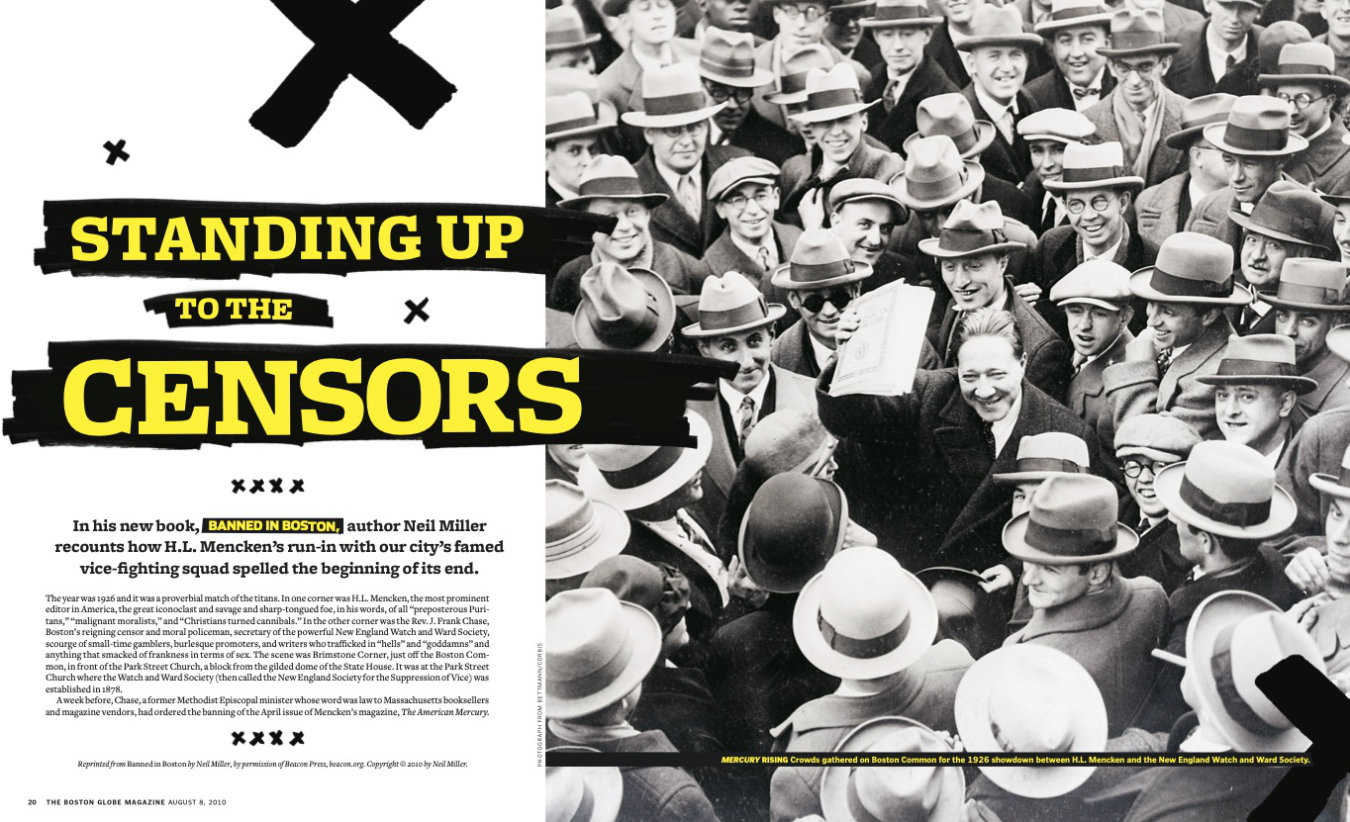 STANDING UP
TO THE
CENSORS
In his new book, BANNED IN BOSTON, author Neil Miller
recounts how H.L. Mencken's run-in with our city's famed
vice-fighting squad spelled the beginning of its end.
The year was 1926 and it was a proverbial match of the titans. In one corner was H.L. Mencken, the most prominent
editor in America, the great iconoclast and savage and sharp-tongued foe, in his words, of all “preposterous Puri-
tans,” “malignant moralists,” and “Christians turned cannibals.” In the other corner was the Rev. J. Frank Chase,
Boston's reigning censor and moral policeman, secretary of the powerful New England Watch and Ward Society,
scourge of small-time gamblers, burlesque promoters, and writers who trafficked in “hells” and “goddamns” and
anything that smacked of frankness in terms of sex. The scene was Brimstone Corner, just off the Boston Com-
mon, in front of the Park Street Church, a block from the gilded dome of the State House. It was at the Park Street
Church where the Watch and Ward Society (then called the New England Society for the Suppression of Vice) was
established in 1878.
A week before, Chase, a former Methodist Episcopal minister whose word was law to Massachusetts booksellers
and magazine vendors, had ordered the banning of the April issue of Mencken's magazine, The American Mercury.
Reprinted from Banned in Boston by Neil Miller, by permission of Beacon Press, beacon.org. Copyright © 2010 by Neil Miller.
20 THE BOSTON GLOBE MAGAZINE AUGUST 8, 2010
PHOTOGRAPH FROM BETTMANN/CORBIS
MERCURY RISING Crowds gathered on Boston Common for the 1926 showdown between H.L. Mencken and the New England Watch and Ward Society.